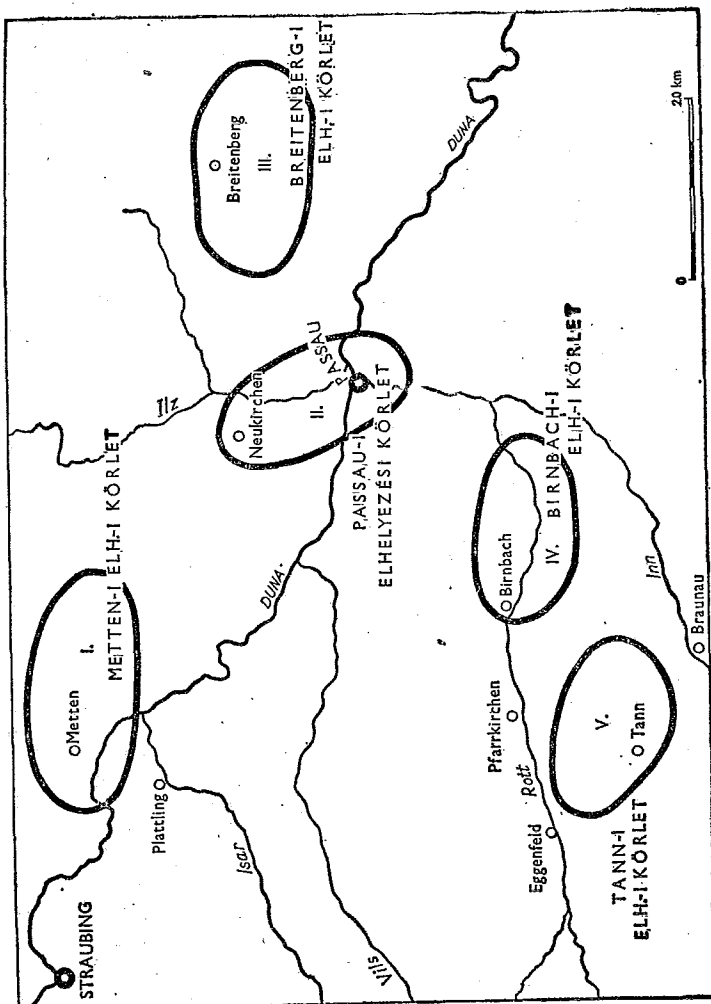 STRAUBING
Metten
I.
METTEN-I ELH.-I KÖRLET
Plattling
Isar
Vils
DUNA
Ilz
Neukirchen
II.
PASSAU
PASSAU-I
ELHELYEZÉSI KÖRLET
Breitenberg
III.
BREITENBERG-I
ELH.-I KÖRLET
DUNA
Eggenfeld
Rott
Pfarrkirchen
Birnbach
IV.
BIRNBACH-I
ELH.-I KÖRLET
TANN-I
ELH.-I KÖRLET
V.
Tann
Inn
Braunau
0
20 km